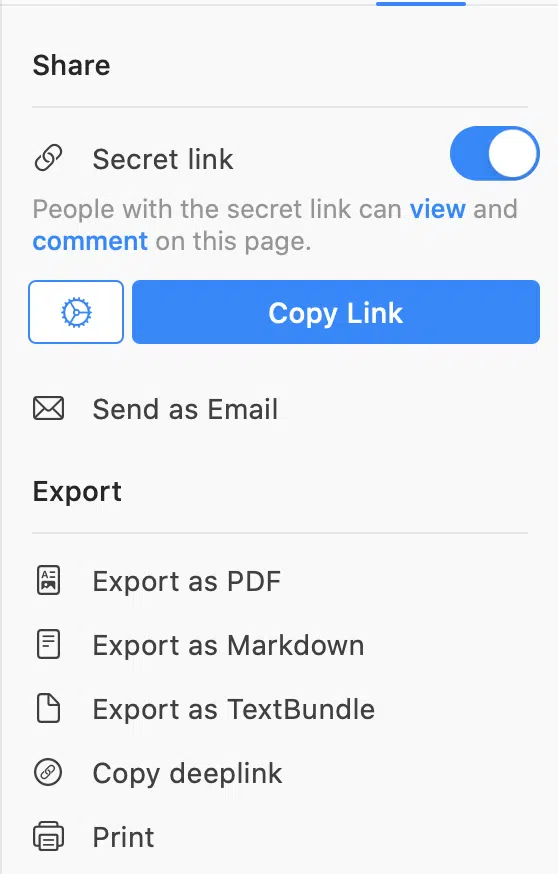 Share
Secret link
People with the secret link can view and
comment on this page.
Copy Link
Send as Email
Export
Export as PDF
Export as Markdown
Export as TextBundle
Copy deeplink
Print